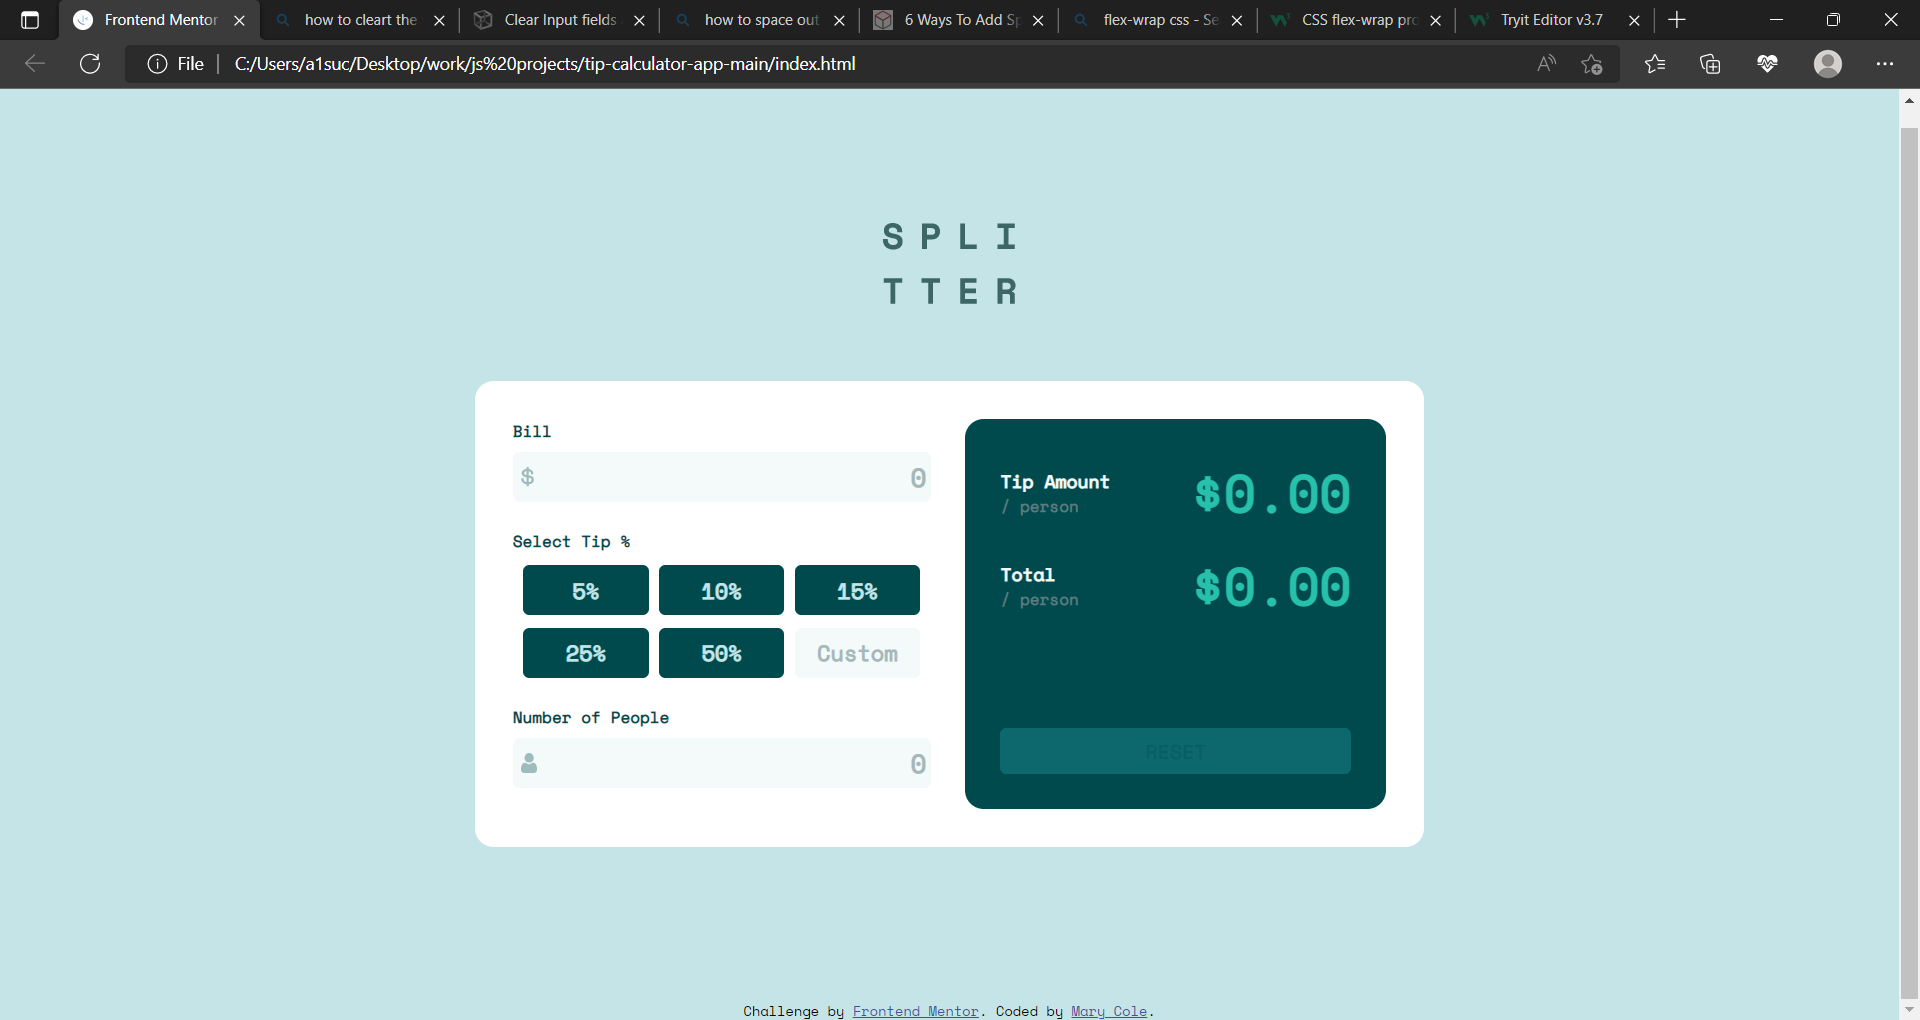 Frontend Mentor
how to cleart the
Clear Input fields
how to space out
6 Ways To Add Sp
flex-wrap css - Se
CSS flex-wrap pro
Tryit Editor v3.7
File
C:/Users/a1suc/Desktop/work/js%20projects/tip-calculator-app-main/index.html
S P L I
T T E R
Bill
$ 0
Select Tip %
5% 10% 15%
25% 50% Custom
Number of People
0
Tip Amount
/ person
$0.00
Total
/ person
$0.00
RESET
Challenge by Frontend Mentor. Coded by Mary Cole.